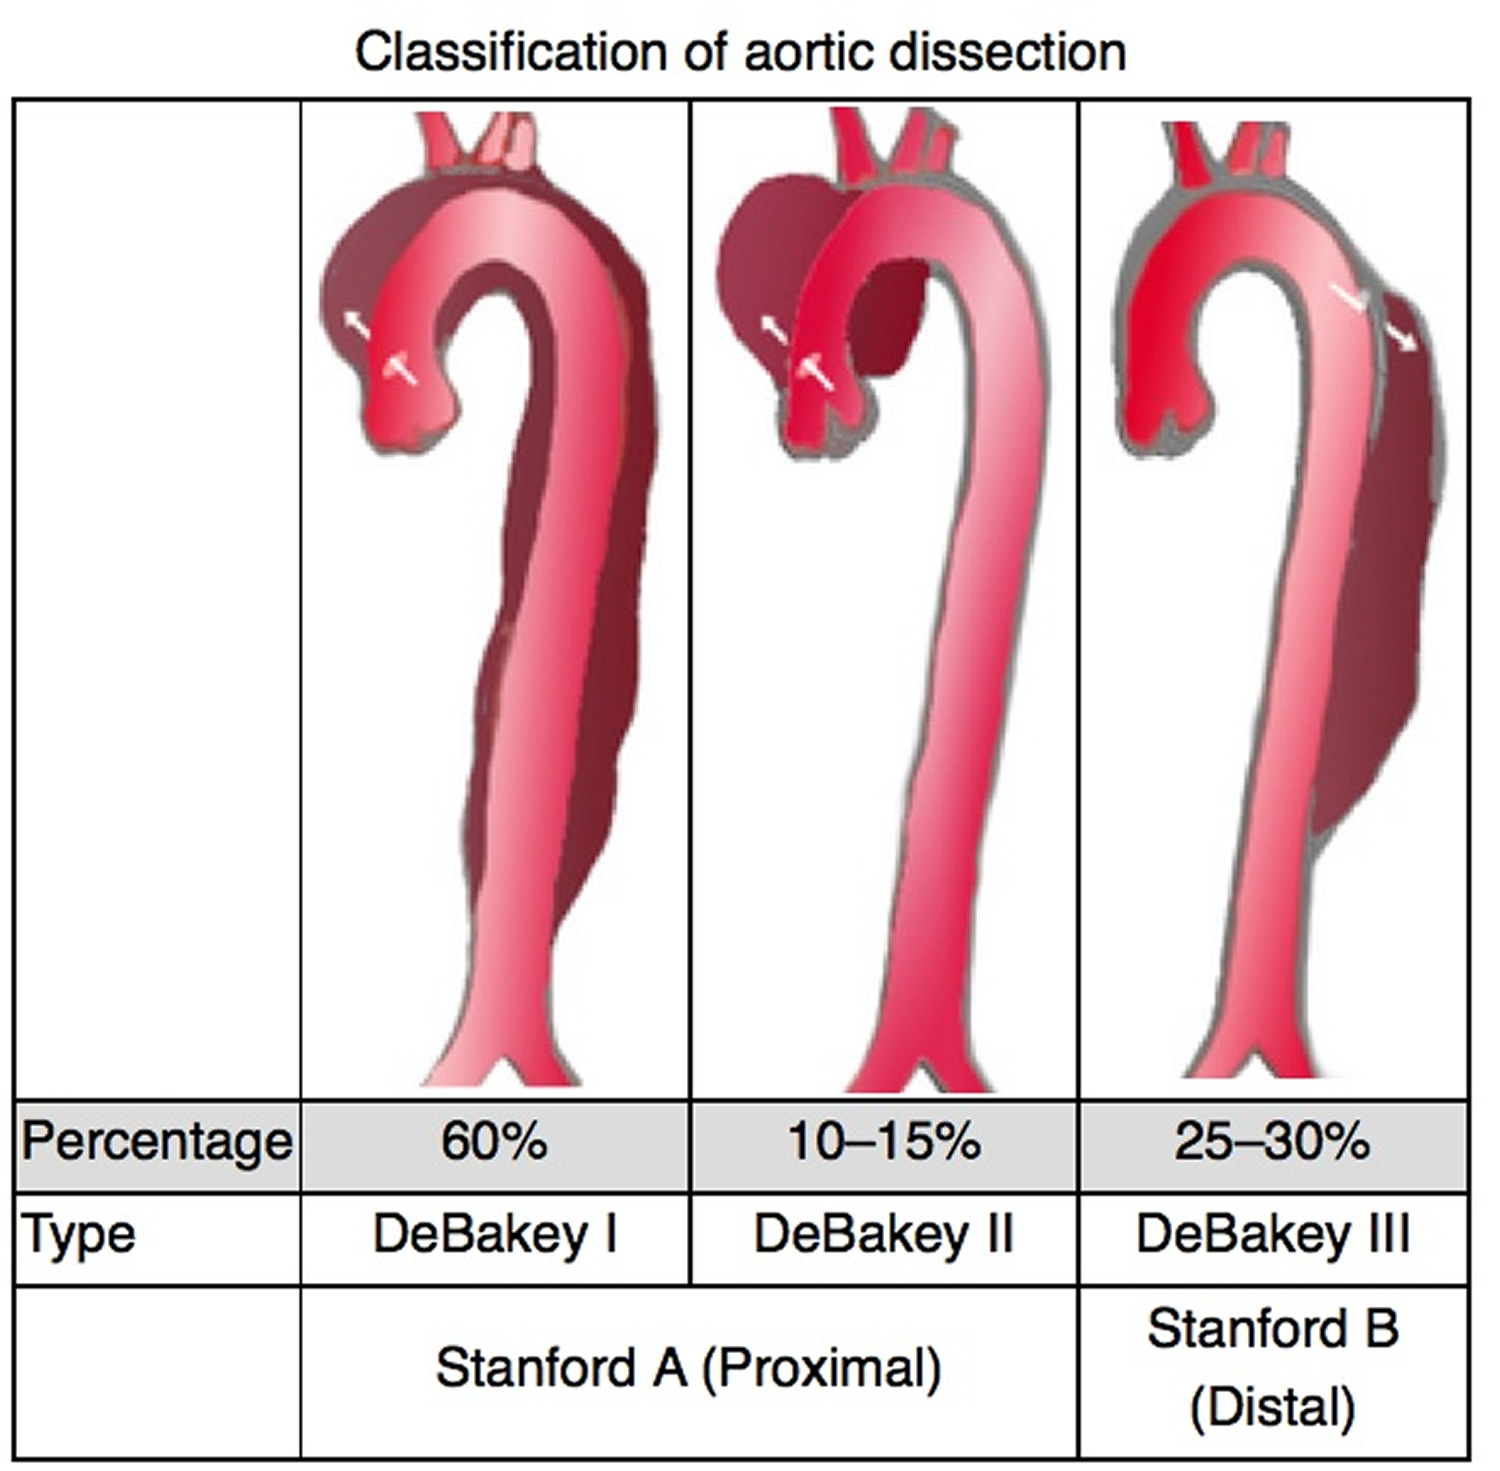 Classification of aortic dissection
Percentage 60% 10–15% 25–30%
Type DeBakey I DeBakey II DeBakey III
Stanford A (Proximal) Stanford B
(Distal)